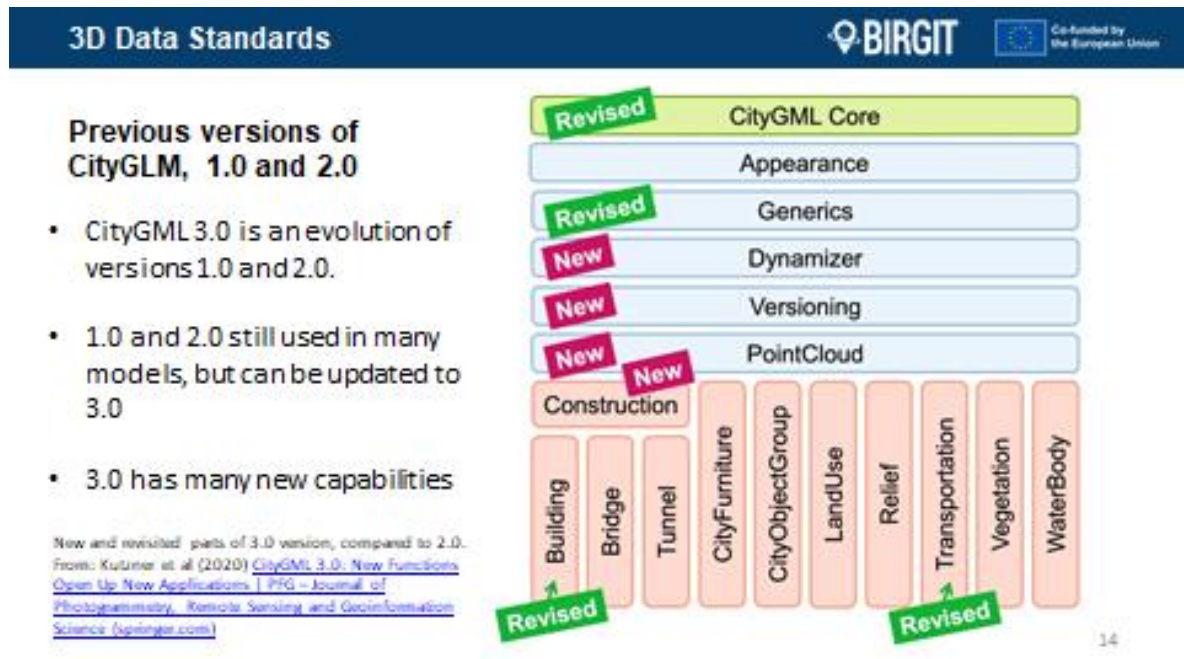 3D Data Standards
BIRGIT
Co-funded by
the European Union
Previous versions of
CityGLM, 1.0 and 2.0
• CityGML 3.0 is an evolution of
versions 1.0 and 2.0.
• 1.0 and 2.0 still used in many
models, but can be updated to
3.0
• 3.0 has many new capabilities
New and revisited parts of 3.0 version, compared to 2.0.
From: Kutzner et al (2020) CityGML 3.0: New Functions
Open Up New Applications | PFG – Journal of
Photogrammetry, Remote Sensing and Geoinformation
Science (springer.com)
Revised
CityGML Core
Appearance
Revised
Generics
New
Dynamizer
New
Versioning
New
PointCloud
New
Construction
Building
Bridge
Tunnel
CityFurniture
CityObjectGroup
LandUse
Relief
Transportation
Vegetation
WaterBody
Revised
Revised
14